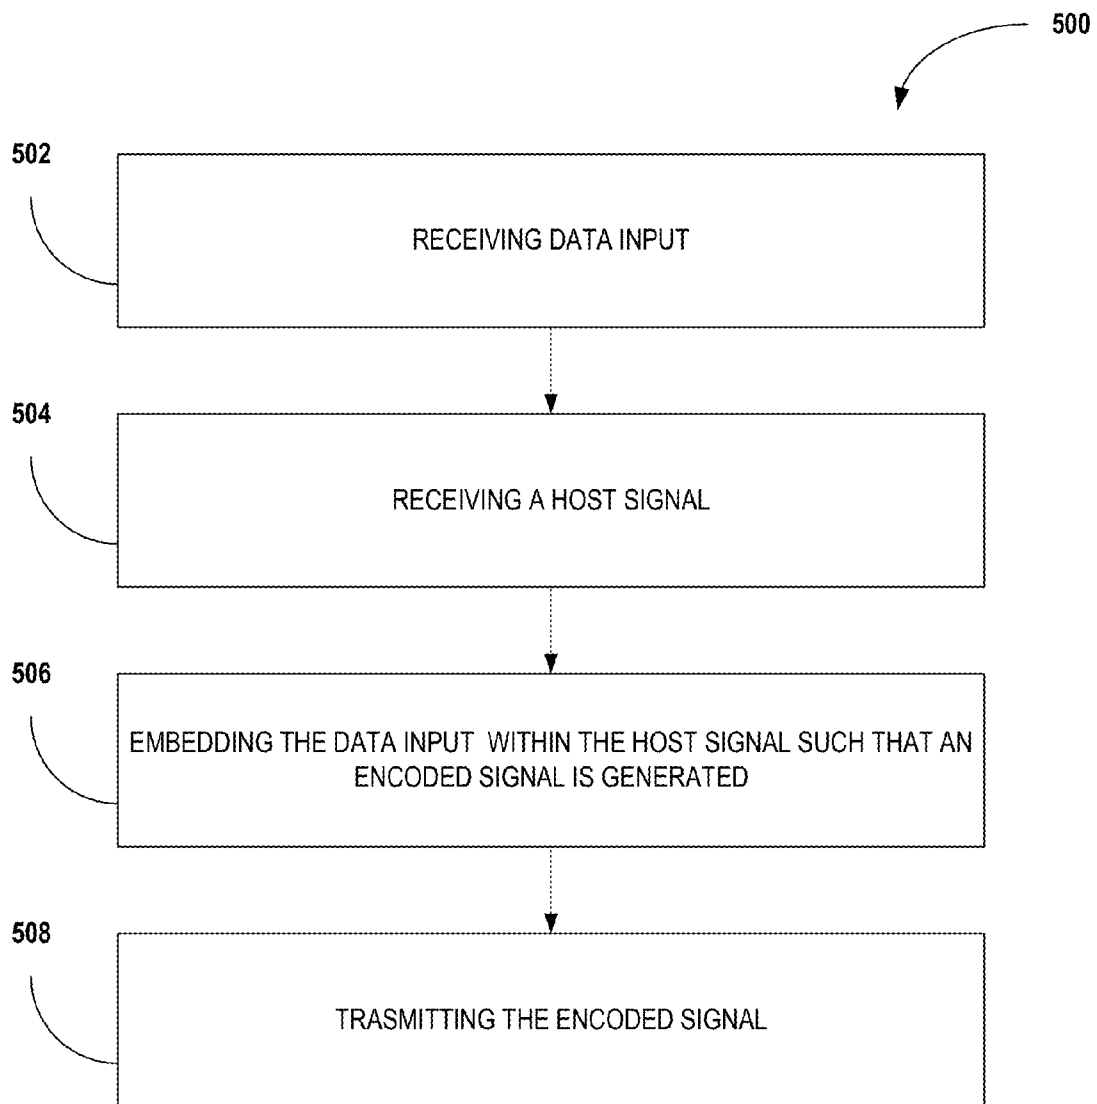 500
502
RECEIVING DATA INPUT
504
RECEIVING A HOST SIGNAL
506
EMBEDDING THE DATA INPUT WITHIN THE HOST SIGNAL SUCH THAT AN
ENCODED SIGNAL IS GENERATED
508
TRASMITTING THE ENCODED SIGNAL